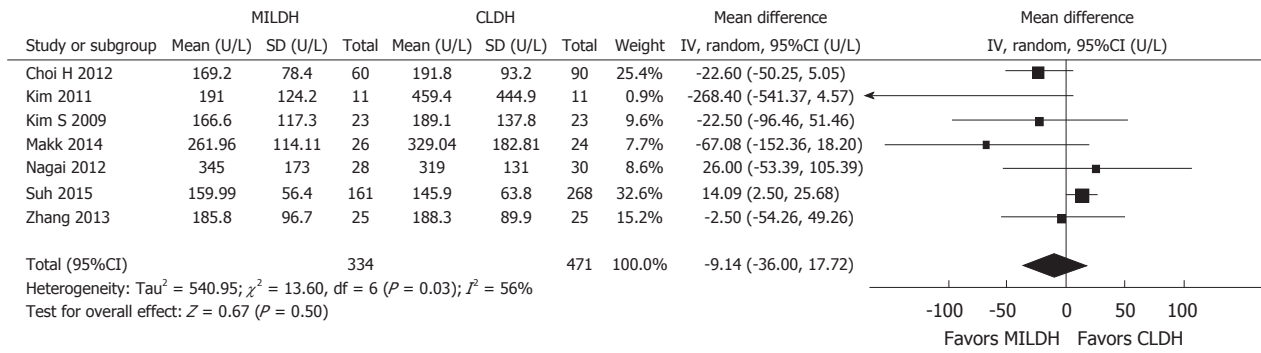 MILDH CLDH Mean difference Mean difference
Study or subgroup Mean (U/L) SD (U/L) Total Mean (U/L) SD (U/L) Total Weight IV, random, 95%CI (U/L) IV, random, 95%CI (U/L)
Choi H 2012 169.2 78.4 60 191.8 93.2 90 25.4% -22.60 (-50.25, 5.05)
Kim 2011 191 124.2 11 459.4 444.9 11 0.9% -268.40 (-541.37, 4.57)
Kim S 2009 166.6 117.3 23 189.1 137.8 23 9.6% -22.50 (-96.46, 51.46)
Makk 2014 261.96 114.11 26 329.04 182.81 24 7.7% -67.08 (-152.36, 18.20)
Nagai 2012 345 173 28 319 131 30 8.6% 26.00 (-53.39, 105.39)
Suh 2015 159.99 56.4 161 145.9 63.8 268 32.6% 14.09 (2.50, 25.68)
Zhang 2013 185.8 96.7 25 188.3 89.9 25 15.2% -2.50 (-54.26, 49.26)
Total (95%CI) 334 471 100.0% -9.14 (-36.00, 17.72)
Heterogeneity: Tau² = 540.95; χ² = 13.60, df = 6 (P = 0.03); I² = 56%
Test for overall effect: Z = 0.67 (P = 0.50)
-100 -50 0 50 100
Favors MILDH Favors CLDH